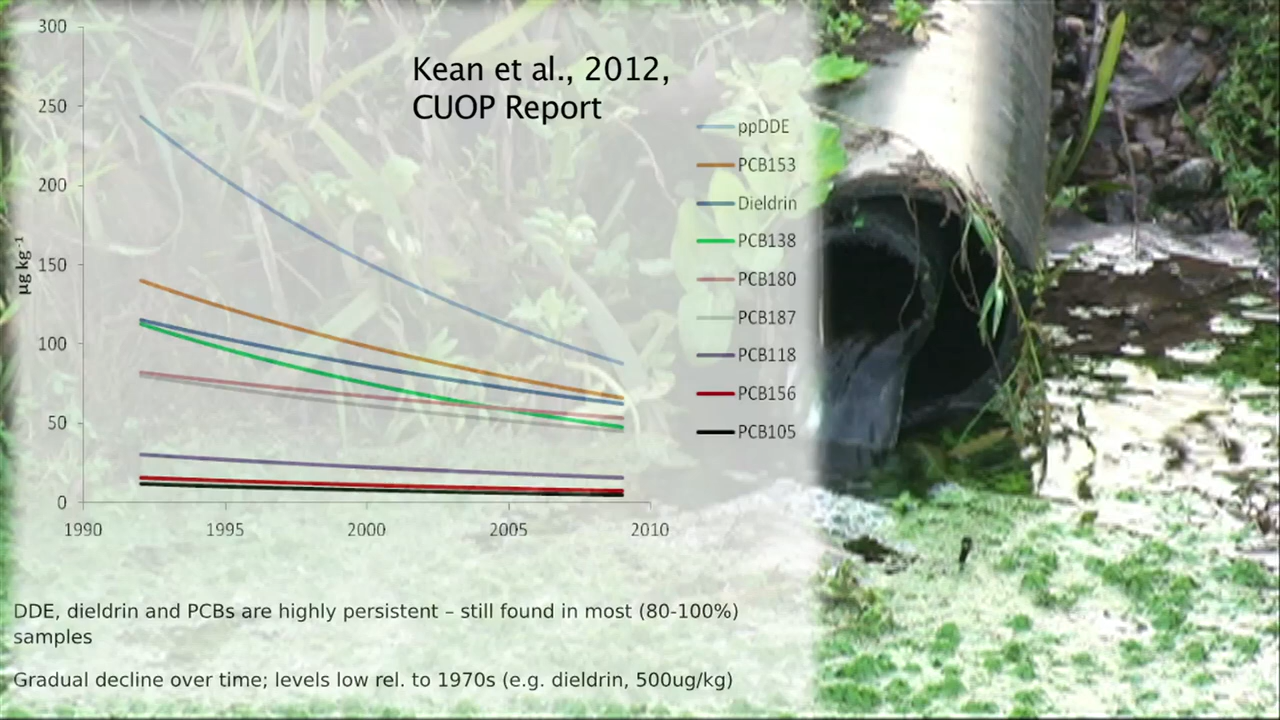 300
250
200
150
100
50
0
µg kg⁻¹
1990 1995 2000 2005 2010
Kean et al., 2012,
CUOP Report
ppDDE
PCB153
Dieldrin
PCB138
PCB180
PCB187
PCB118
PCB156
PCB105
DDE, dieldrin and PCBs are highly persistent – still found in most (80-100%)
samples
Gradual decline over time; levels low rel. to 1970s (e.g. dieldrin, 500ug/kg)